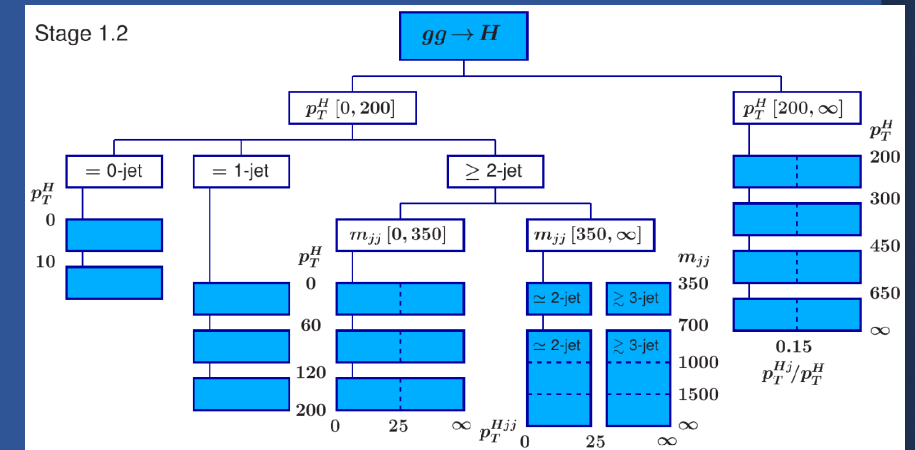 Stage 1.2
gg → H
p_T^H [0, 200]
p_T^H [200, ∞]
p_T^H
200
300
450
650
∞
0.15
p_T^{Hj}/p_T^H
= 0-jet
= 1-jet
≥ 2-jet
p_T^H
0
10
m_jj [0, 350]
m_jj [350, ∞]
p_T^H
0
60
120
200
0 25 ∞
≃ 2-jet ≳ 3-jet
≃ 2-jet ≳ 3-jet
m_jj
350
700
1000
1500
∞
p_T^{Hjj}
0 25 ∞